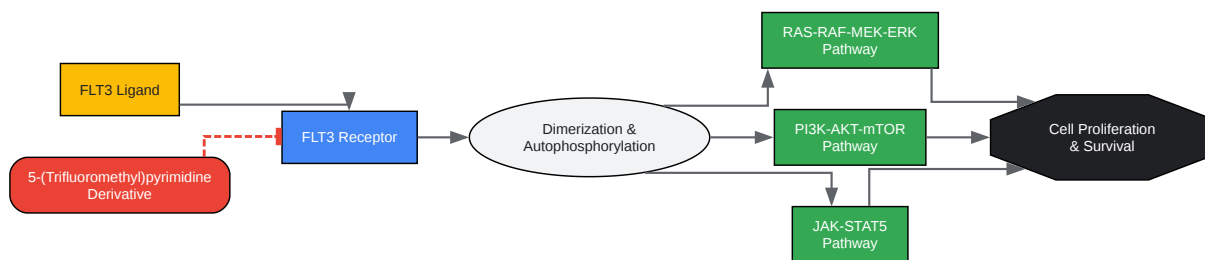 FLT3 Ligand
5-(Trifluoromethyl)pyrimidine
Derivative
FLT3 Receptor
Dimerization &
Autophosphorylation
RAS-RAF-MEK-ERK
Pathway
PI3K-AKT-mTOR
Pathway
JAK-STAT5
Pathway
Cell Proliferation
& Survival